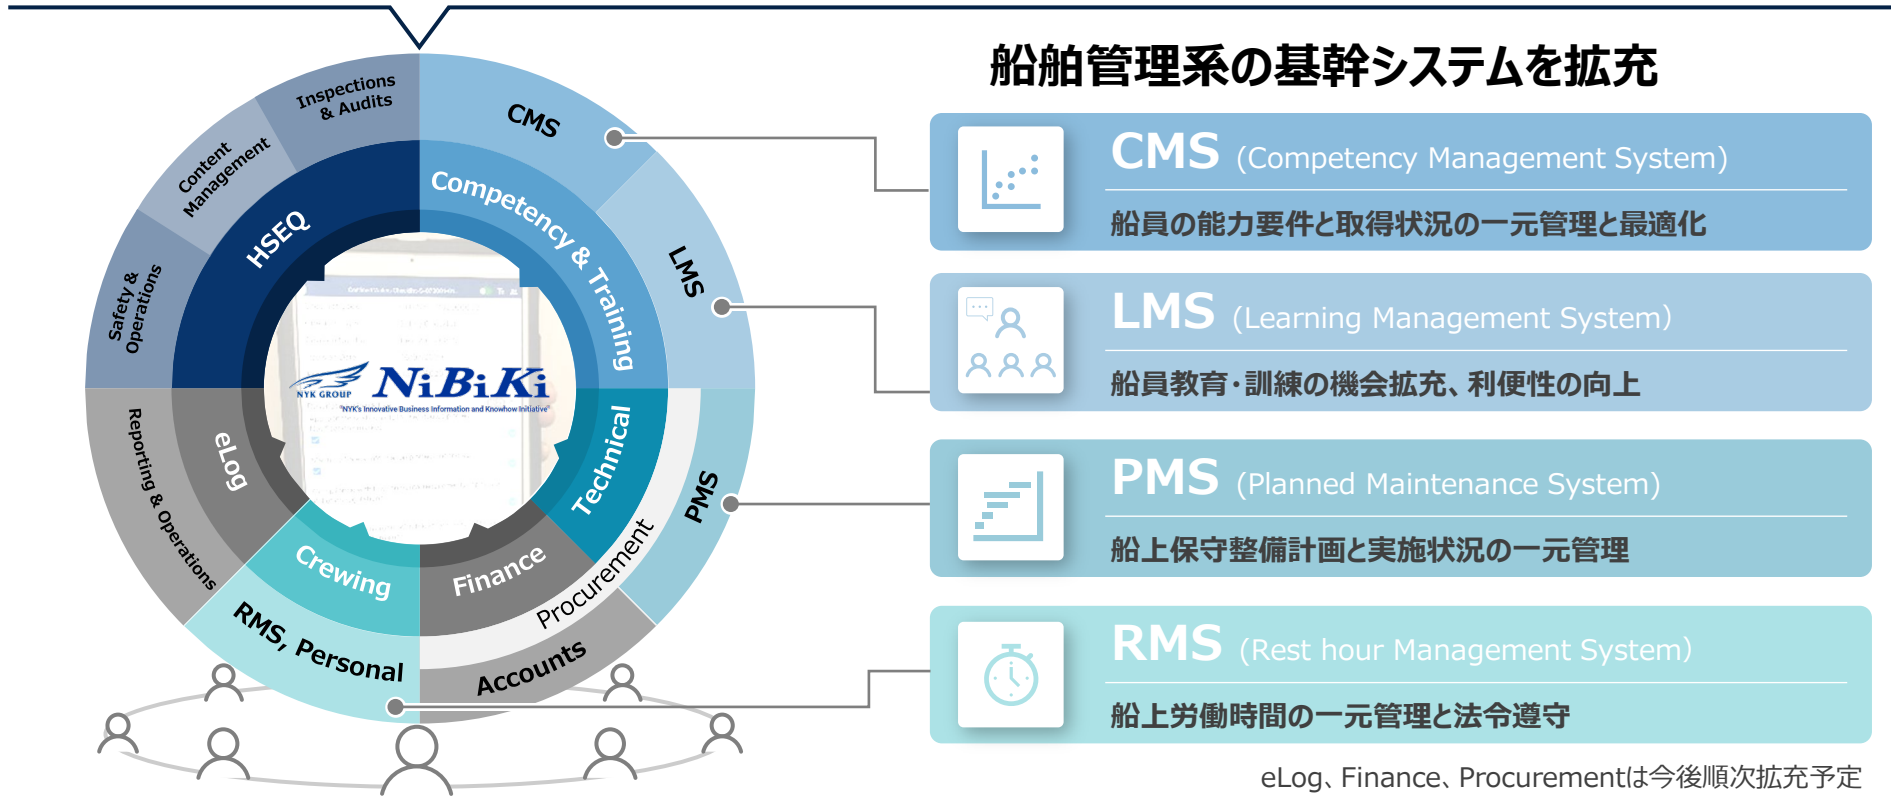 船舶管理系の基幹システムを拡充
Inspections
& Audits
Content
Management
Safety &
Operations
HSEQ
CMS
LMS
Competency & Training
NYK GROUP
NiBiKi
"NYK's Innovative Business Information and Knowhow Initiative"
eLog
Reporting & Operations
Crewing
RMS, Personal
Finance
Accounts
Procurement
Technical
PMS
CMS (Competency Management System)
船員の能力要件と取得状況の一元管理と最適化
LMS (Learning Management System)
船員教育・訓練の機会拡充、利便性の向上
PMS (Planned Maintenance System)
船上保守整備計画と実施状況の一元管理
RMS (Rest hour Management System)
船上労働時間の一元管理と法令遵守
eLog、Finance、Procurementは今後順次拡充予定